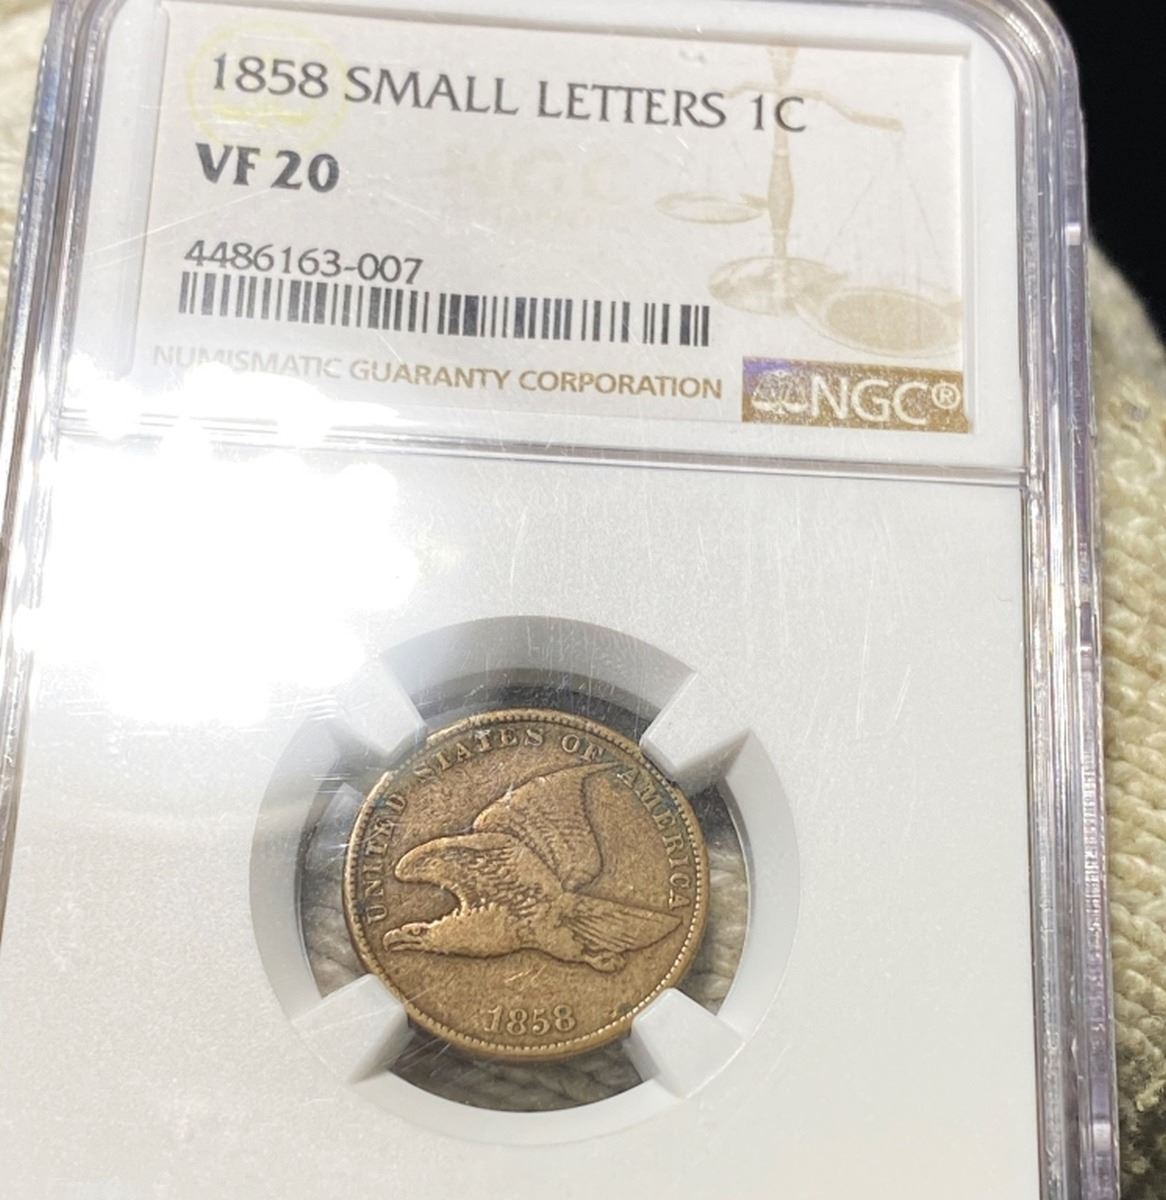 1858 SMALL LETTERS 1C
VF 20
4486163-007
NUMISMATIC GUARANTY CORPORATION
NGC®
UNITED STATES OF AMERICA
1858